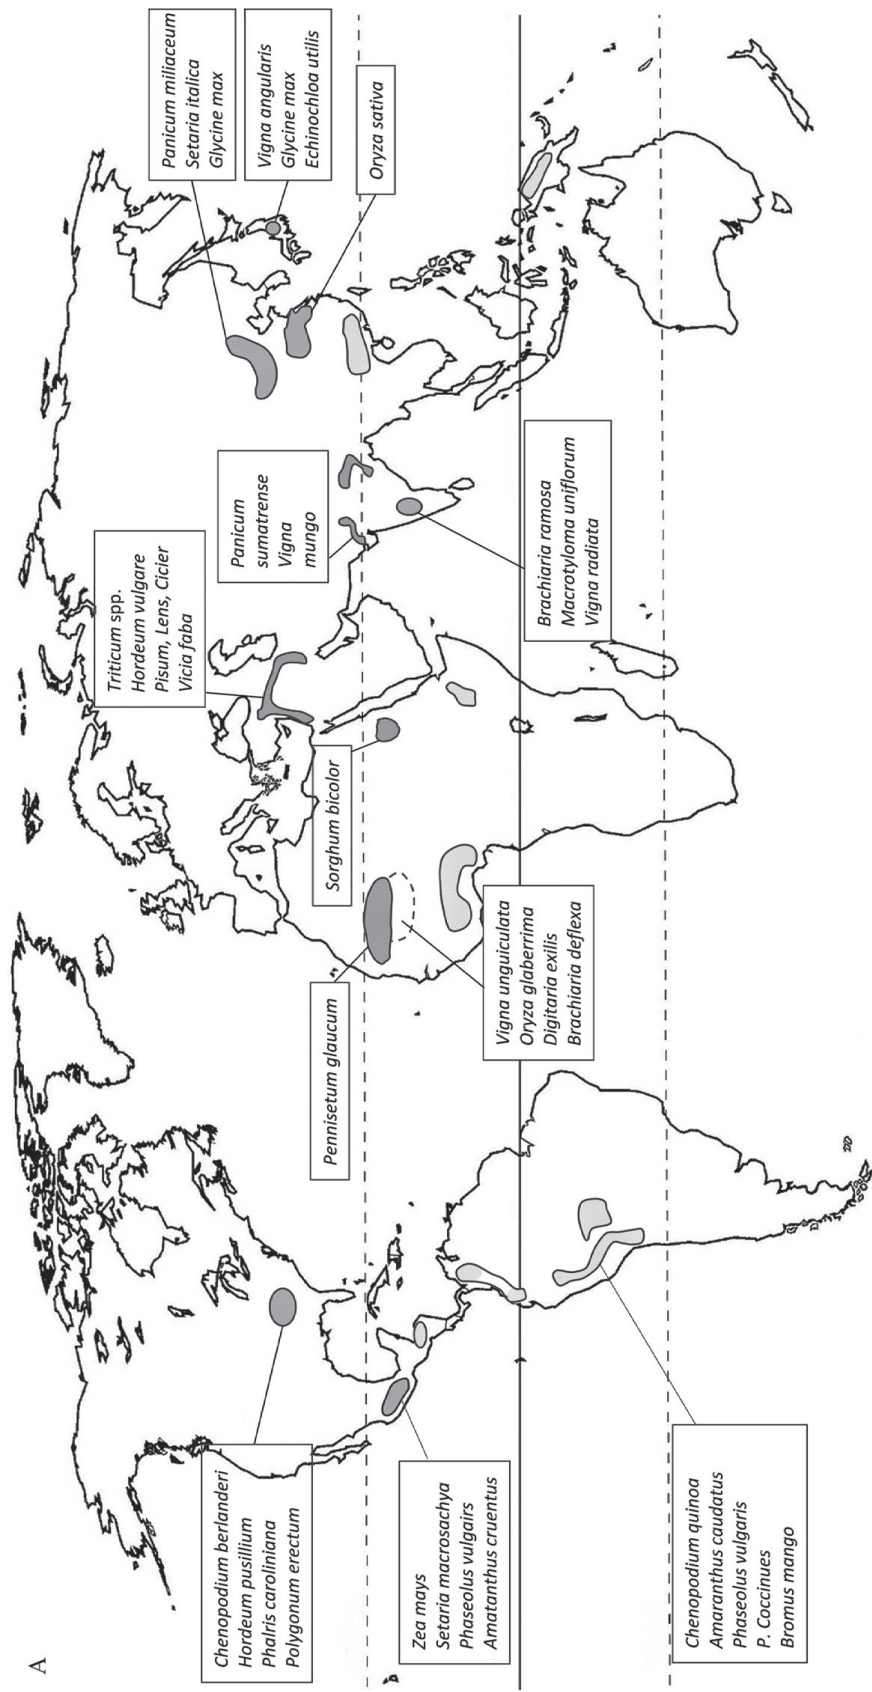 A
Chenopodium berlanderi
Hordeum pusillium
Phalris caroliniana
Polygonum erectum
Zea mays
Setaria macrosachya
Phaseolus vulgairs
Amatanthus cruentus
Chenopodium quinoa
Amaranthus caudatus
Phaseolus vulgaris
P. Coccinues
Bromus mango
Pennisetum glaucum
Vigna unguiculata
Oryza glaberrima
Digitaria exilis
Brachiaria deflexa
Sorghum bicolor
Triticum spp.
Hordeum vulgare
Pisum, Lens, Cicier
Vicia faba
Panicum
sumatrense
Vigna
mungo
Brachiaria ramosa
Macrotyloma uniflorum
Vigna radiata
Panicum miliaceum
Setaria italica
Glycine max
Vigna angularis
Glycine max
Echinochloa utilis
Oryza sativa